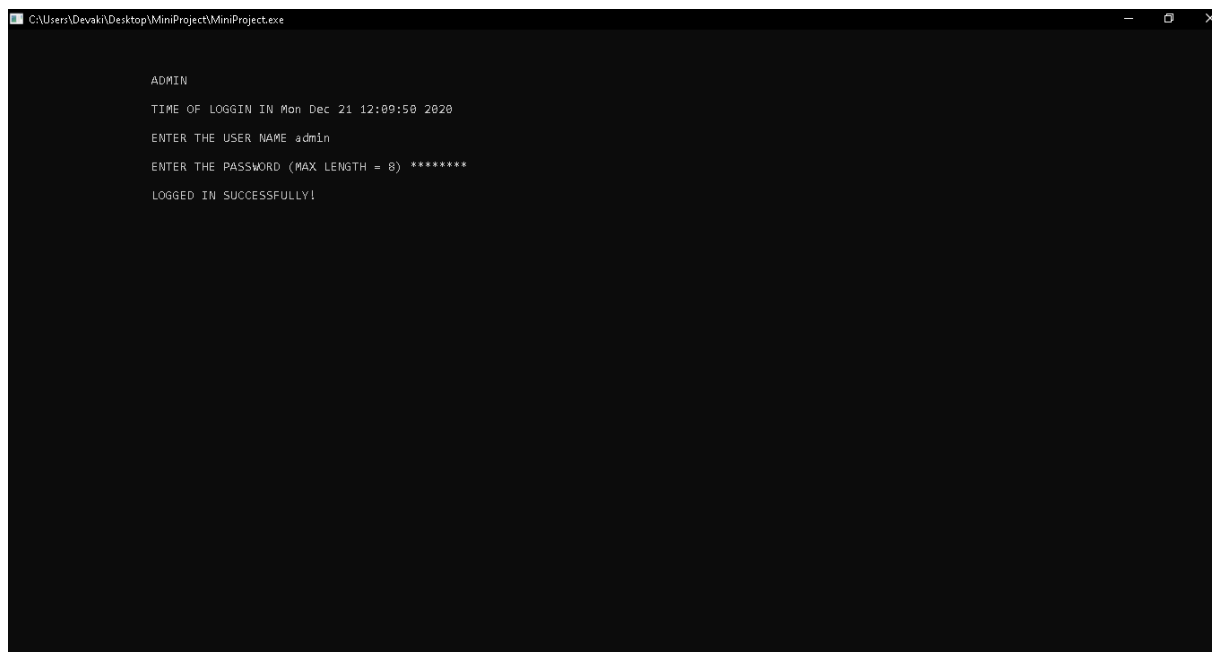 C:\Users\Devaki\Desktop\MiniProject\MiniProject.exe
ADMIN
TIME OF LOGGIN IN Mon Dec 21 12:09:50 2020
ENTER THE USER NAME admin
ENTER THE PASSWORD (MAX LENGTH = 8) ********
LOGGED IN SUCCESSFULLY!